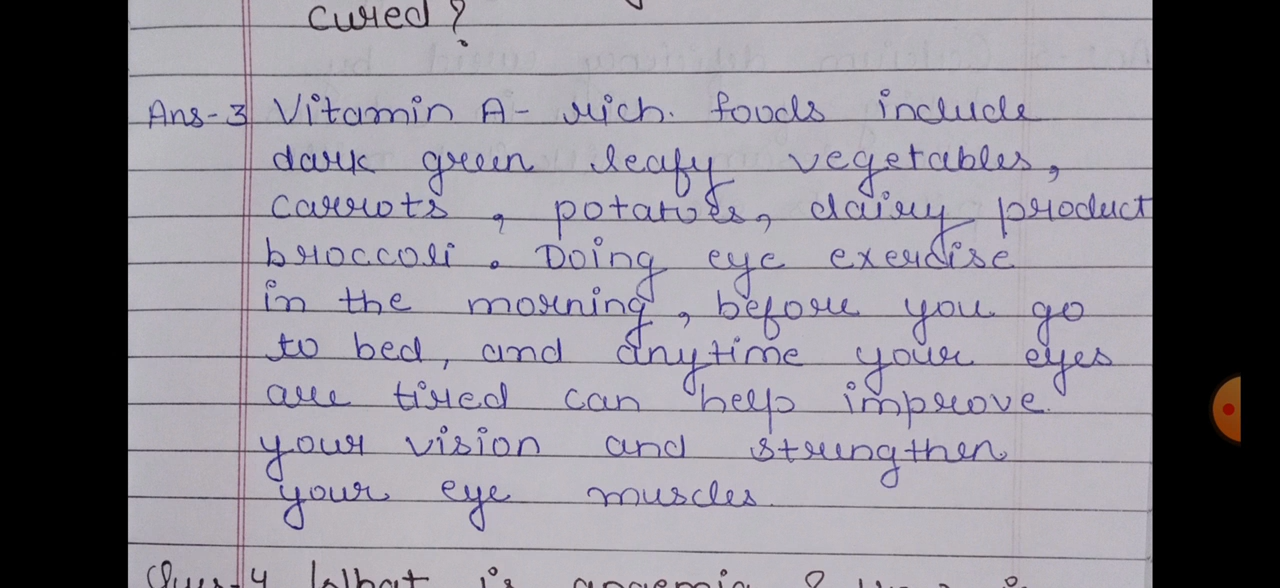 cured ?
Ans-3 Vitamin A- rich. foods include
dark green leafy vegetables,
carrots , potatoes, dairy product
broccoli . Doing eye exercise
in the morning, before you go
to bed, and anytime your eyes
are tired can help improve.
your vision and strengthen
your eye muscles.
Ques-4 What is anaemia ?